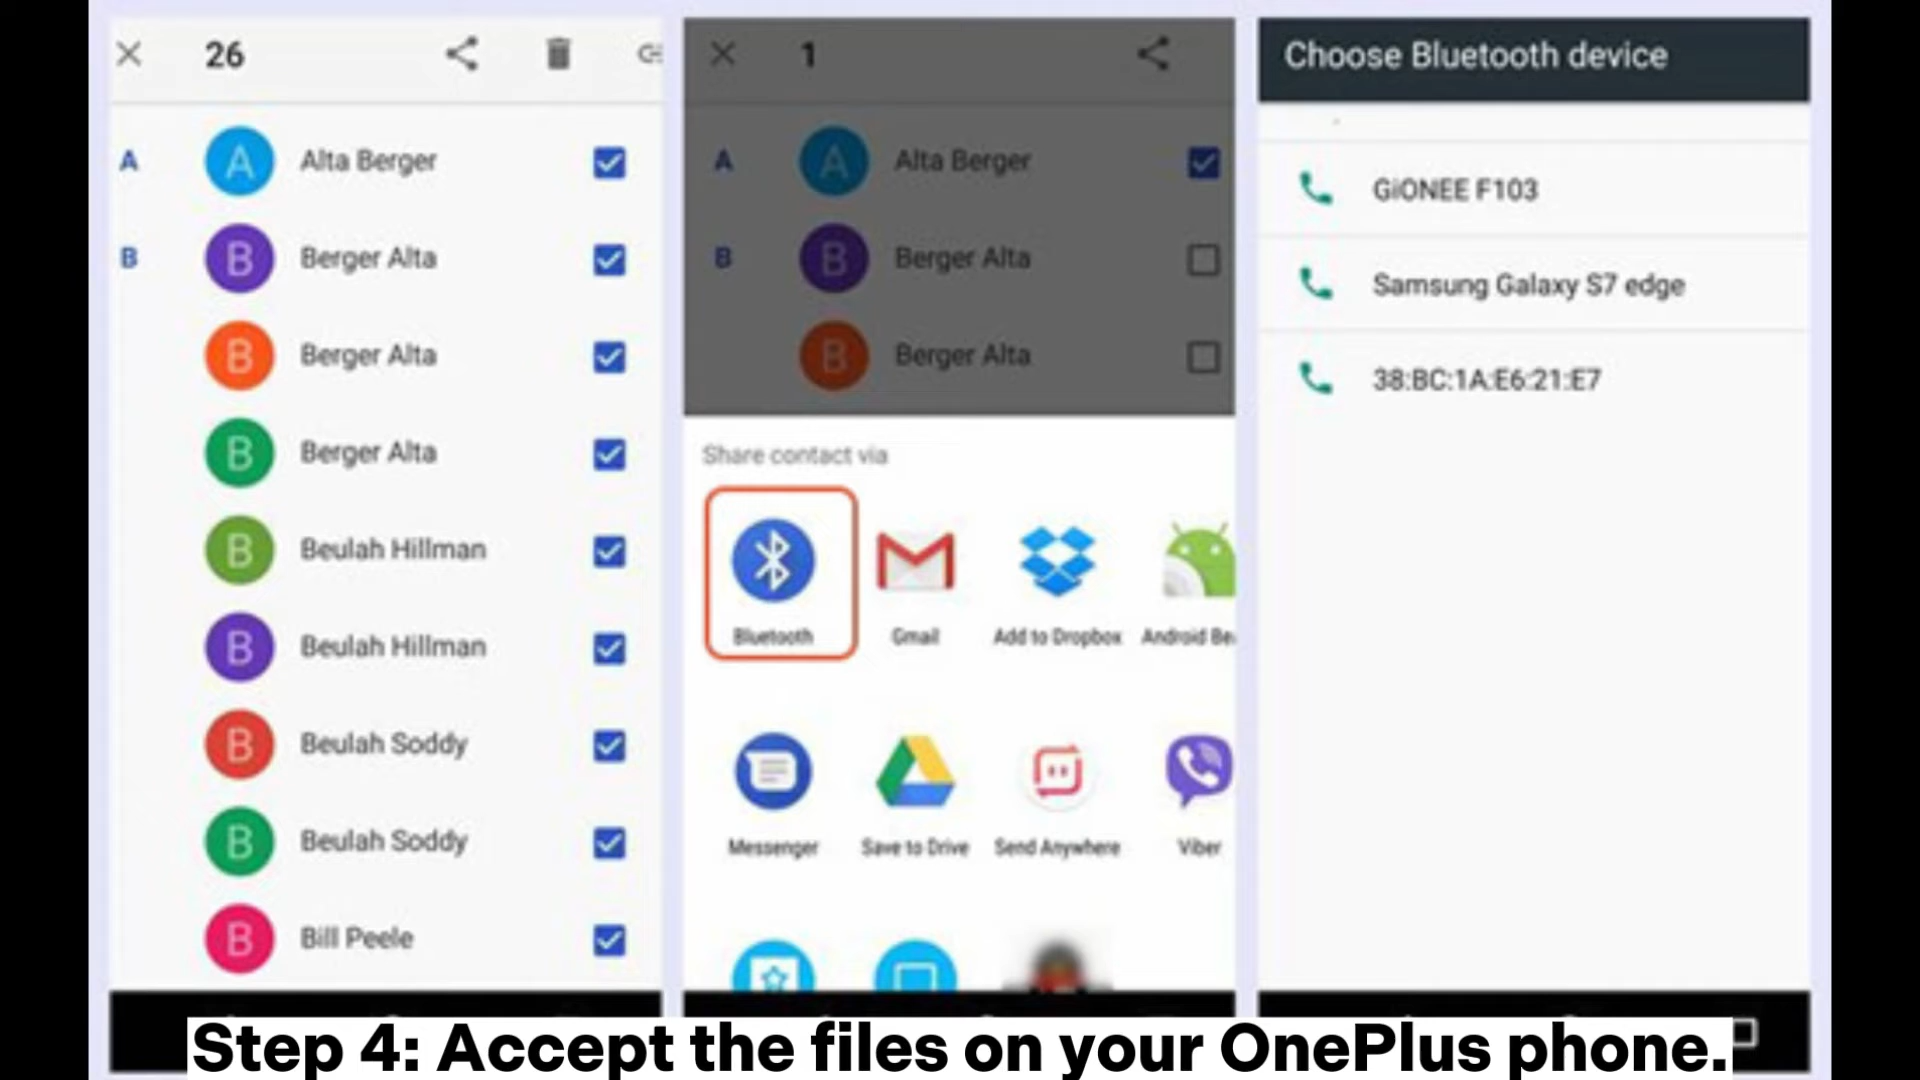 26
A
A
Alta Berger
B
B
Berger Alta
B
Berger Alta
B
Berger Alta
B
Beulah Hillman
B
Beulah Hillman
B
Beulah Soddy
B
Beulah Soddy
B
Bill Peele
1
A
A
Alta Berger
B
B
Berger Alta
B
Berger Alta
Share contact via
Bluetooth
Gmail
Add to Dropbox
Android Be
Messenger
Save to Drive
Send Anywhere
Viber
Choose Bluetooth device
GiONEE F103
Samsung Galaxy S7 edge
38:BC:1A:E6:21:E7
Step 4: Accept the files on your OnePlus phone.